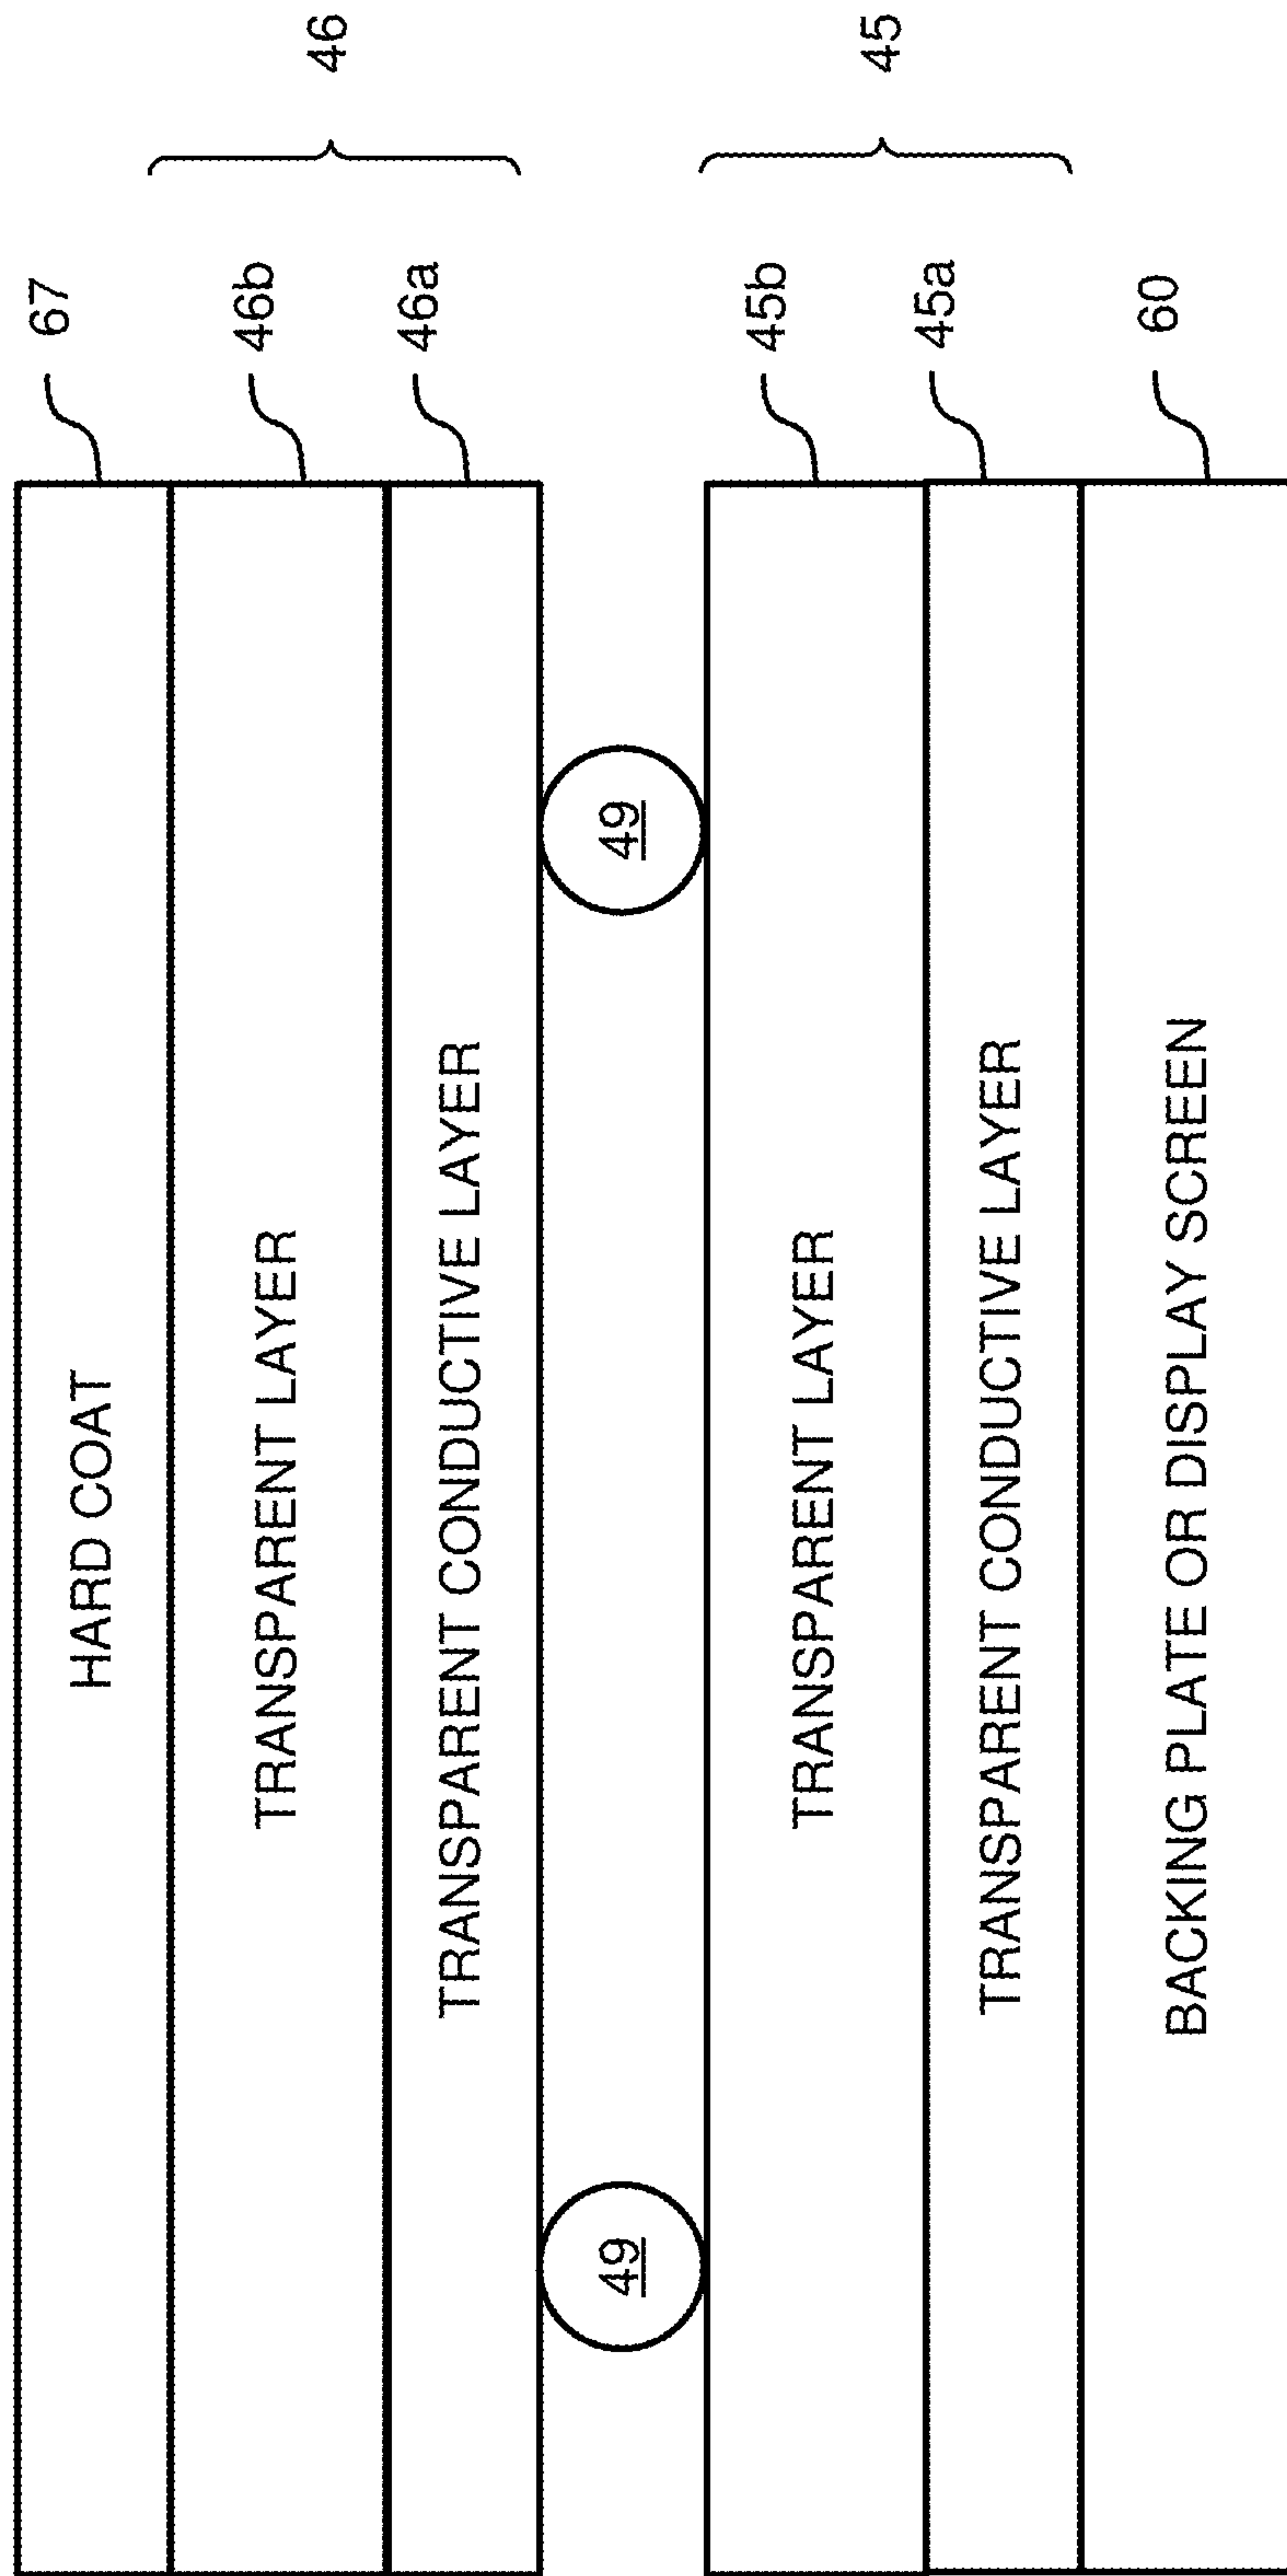 HARD COAT
67
TRANSPARENT LAYER
46b
46
TRANSPARENT CONDUCTIVE LAYER
46a
49
49
TRANSPARENT LAYER
45b
45
TRANSPARENT CONDUCTIVE LAYER
45a
BACKING PLATE OR DISPLAY SCREEN
60